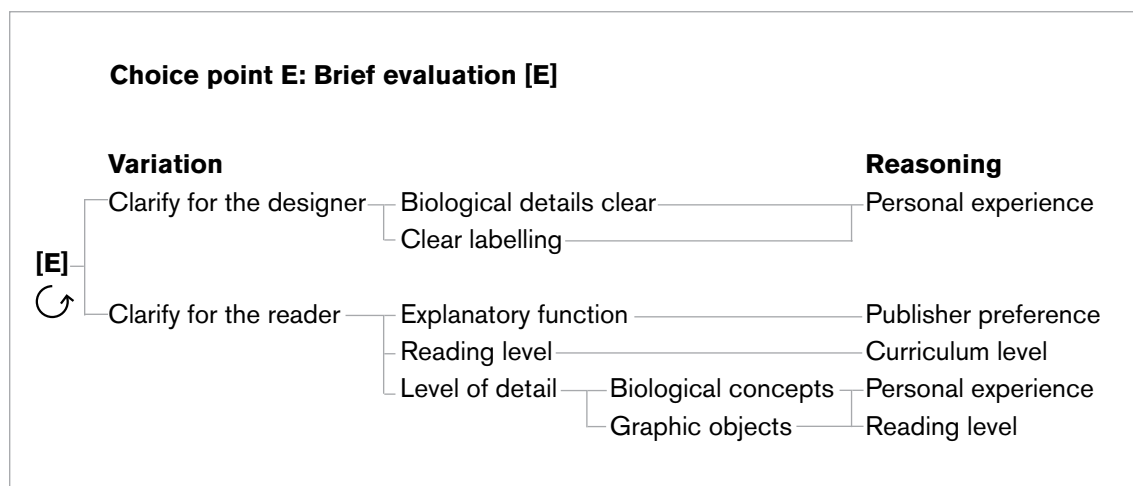 Choice point E: Brief evaluation [E]
Variation Reasoning
Clarify for the designer Biological details clear Personal experience
Clear labelling
[E]
Clarify for the reader Explanatory function Publisher preference
Reading level Curriculum level
Level of detail Biological concepts Personal experience
Graphic objects Reading level